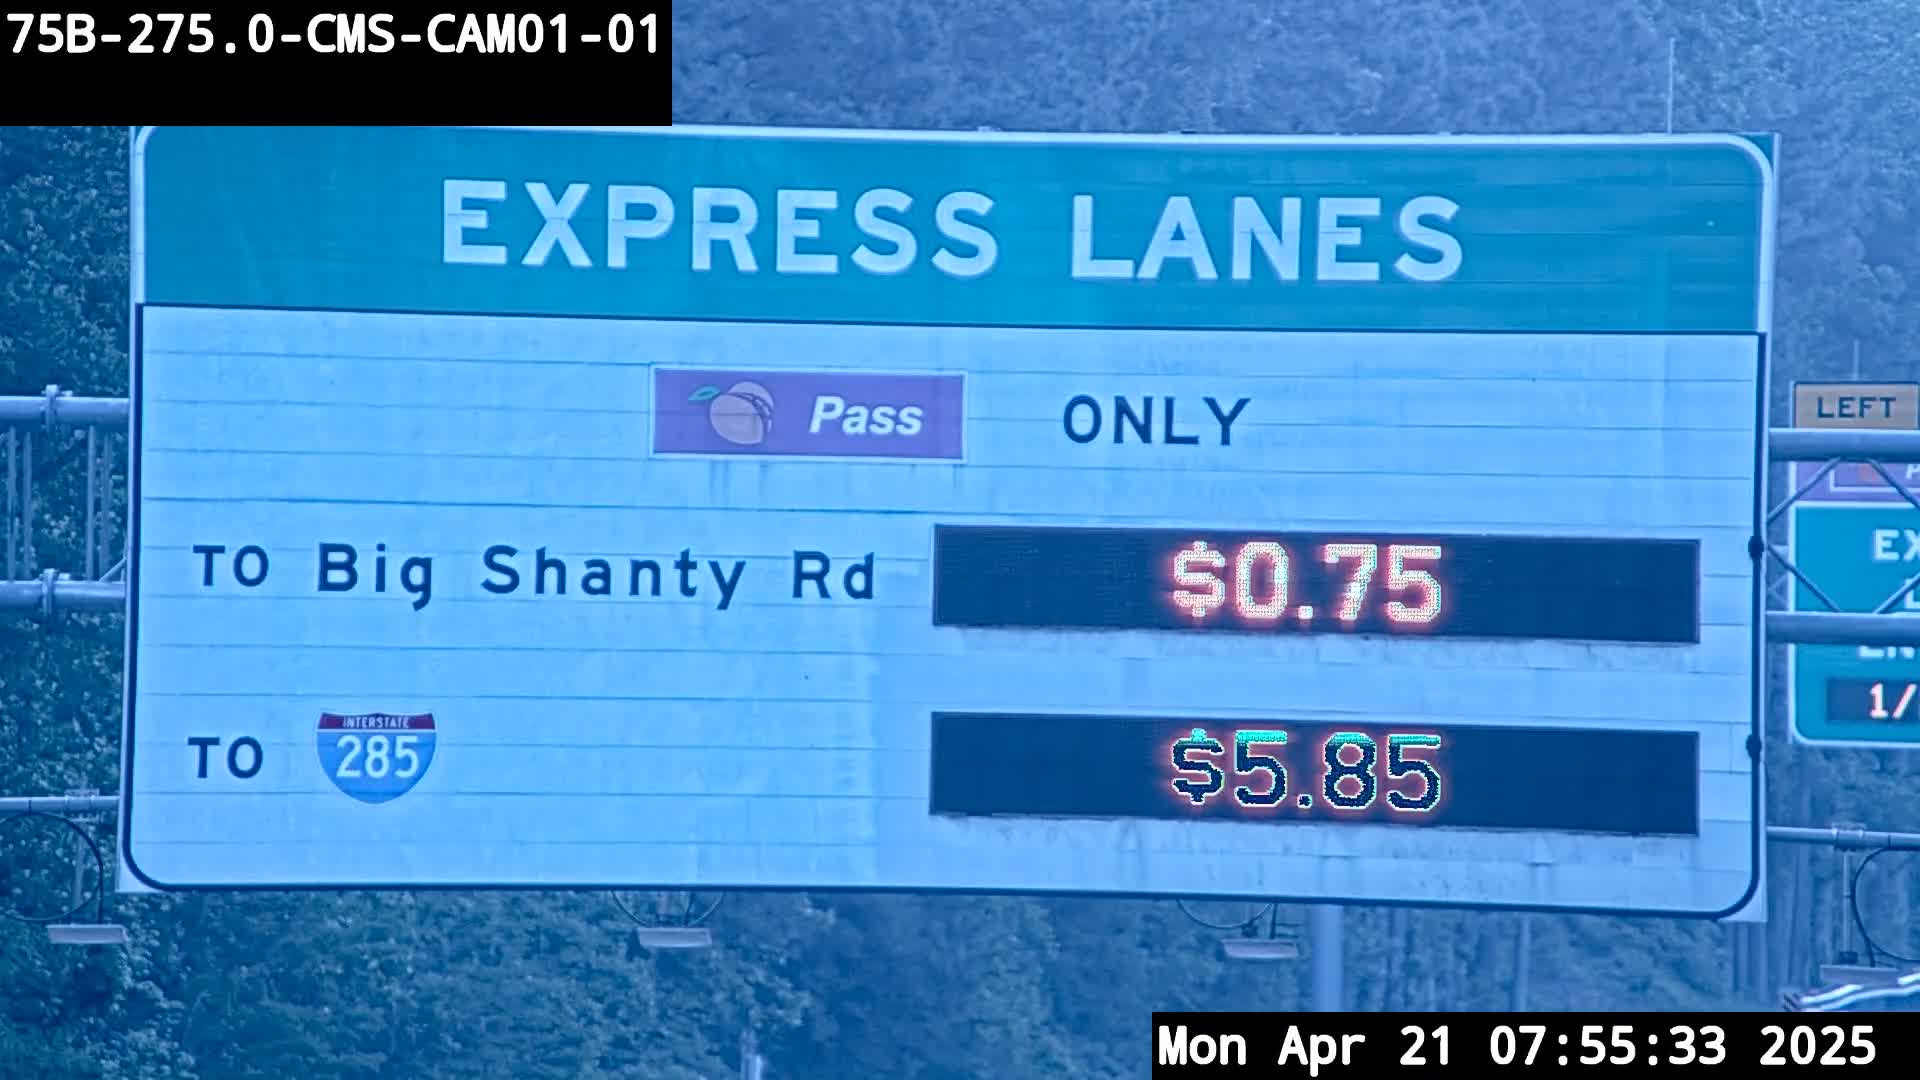 75B-275.0-CMS-CAM01-01
EXPRESS LANES
Pass ONLY
TO Big Shanty Rd $0.75
TO INTERSTATE 285 $5.85
LEFT
1/
Mon Apr 21 07:55:33 2025